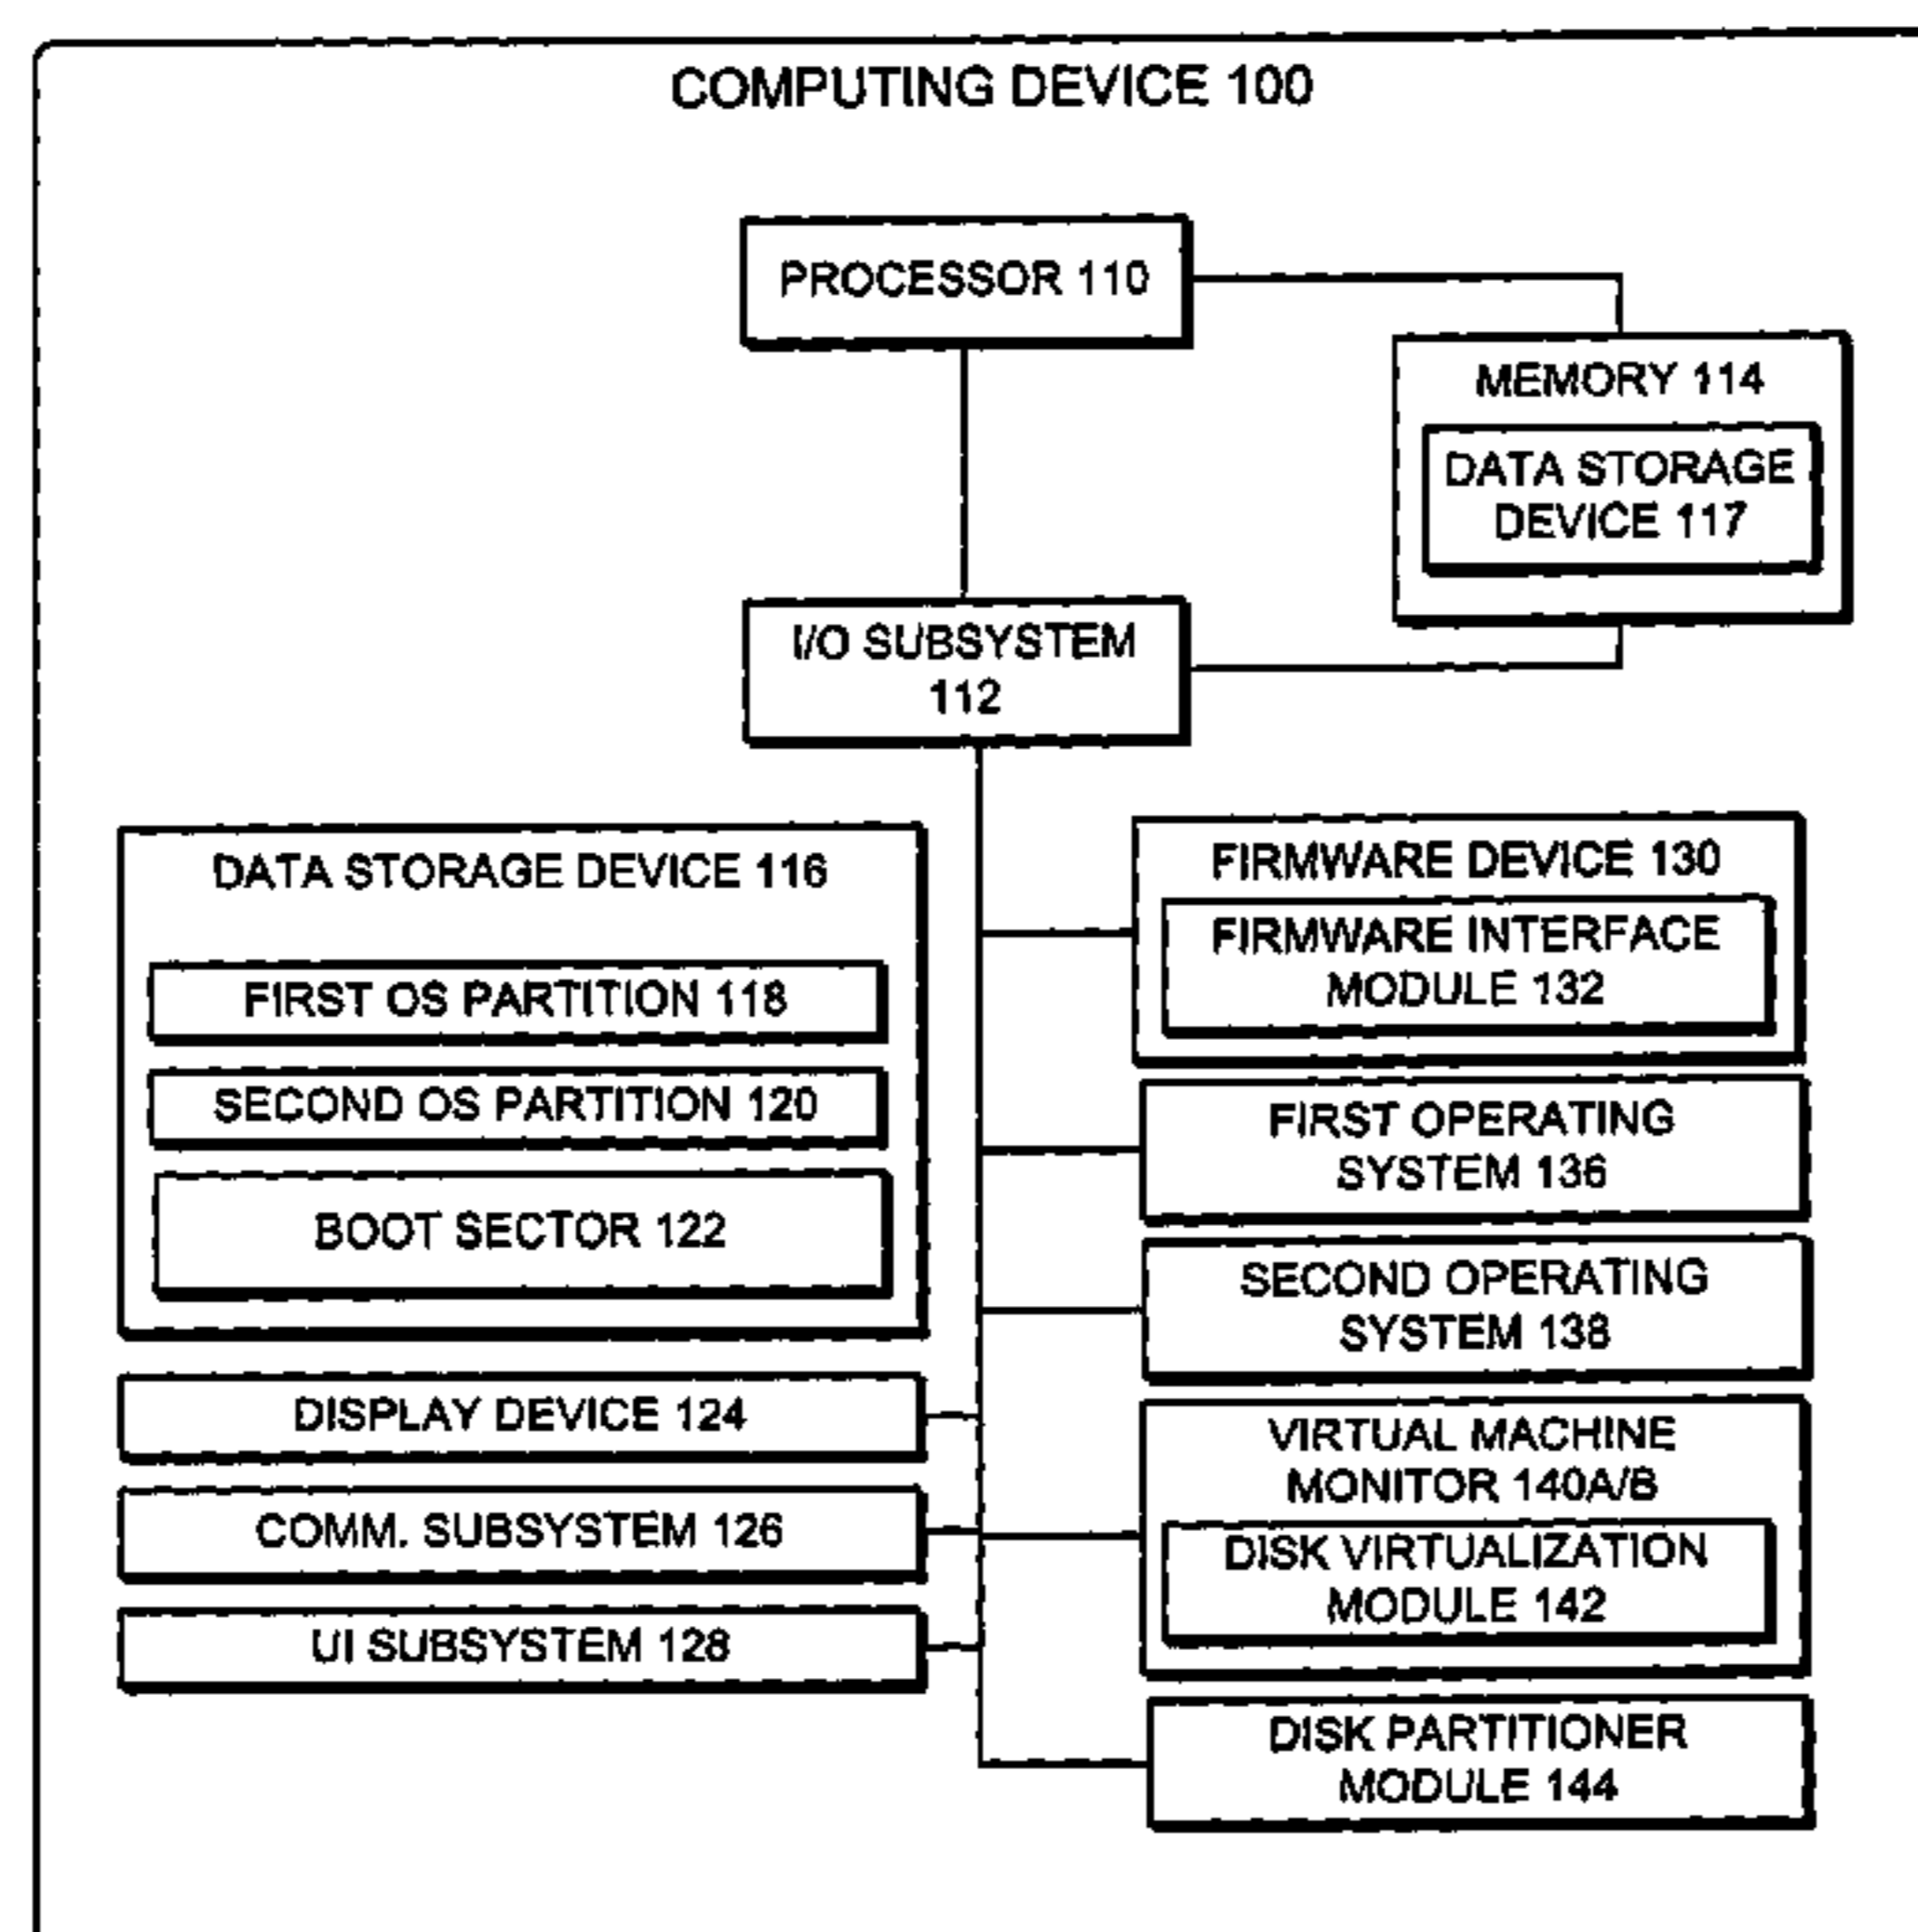 COMPUTING DEVICE 100
PROCESSOR 110
MEMORY 114
DATA STORAGE
DEVICE 117
I/O SUBSYSTEM
112
DATA STORAGE DEVICE 116
FIRST OS PARTITION 118
SECOND OS PARTITION 120
BOOT SECTOR 122
DISPLAY DEVICE 124
COMM. SUBSYSTEM 126
UI SUBSYSTEM 128
FIRMWARE DEVICE 130
FIRMWARE INTERFACE
MODULE 132
FIRST OPERATING
SYSTEM 136
SECOND OPERATING
SYSTEM 138
VIRTUAL MACHINE
MONITOR 140A/B
DISK VIRTUALIZATION
MODULE 142
DISK PARTITIONER
MODULE 144